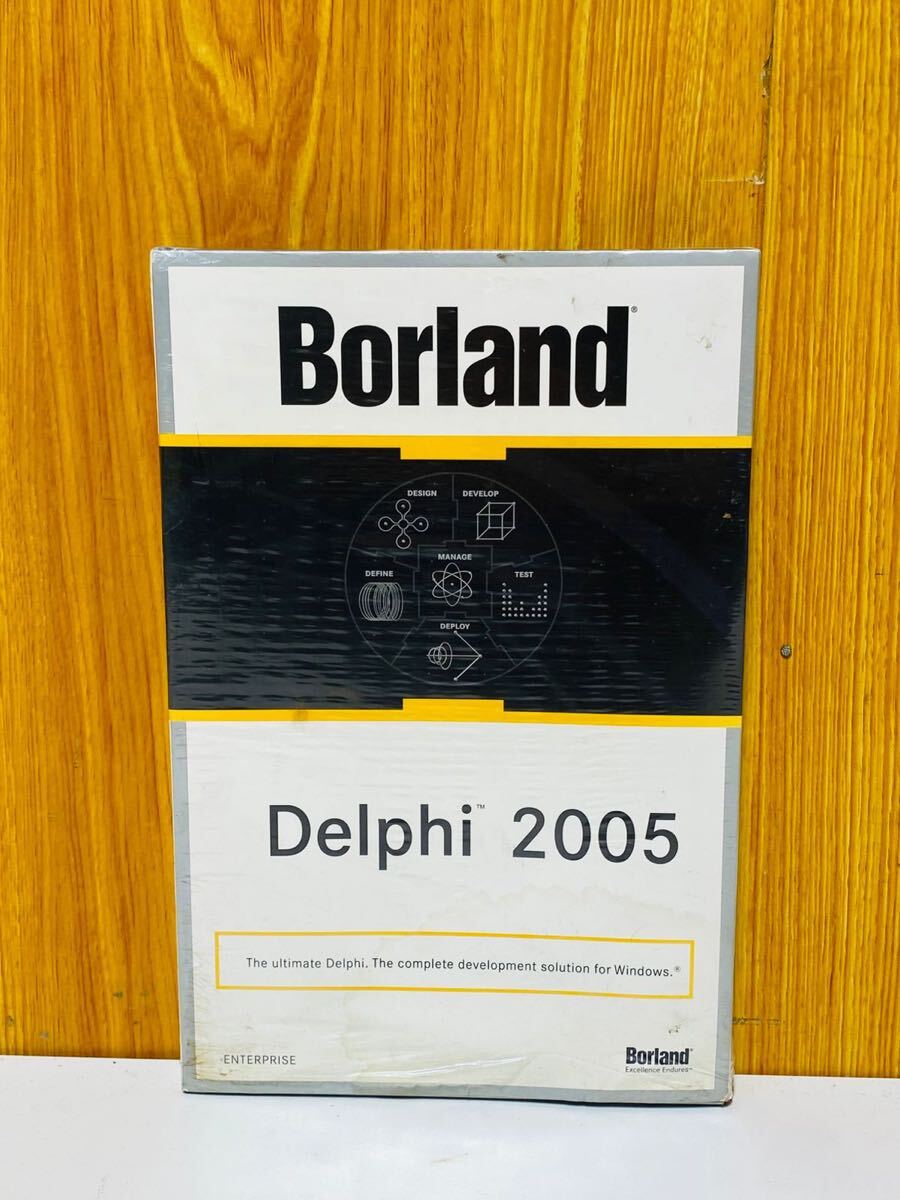 Borland®
DESIGN DEVELOP
MANAGE
DEFINE TEST
DEPLOY
Delphi™ 2005
The ultimate Delphi. The complete development solution for Windows.®
ENTERPRISE
Borland®
Excellence Endures™